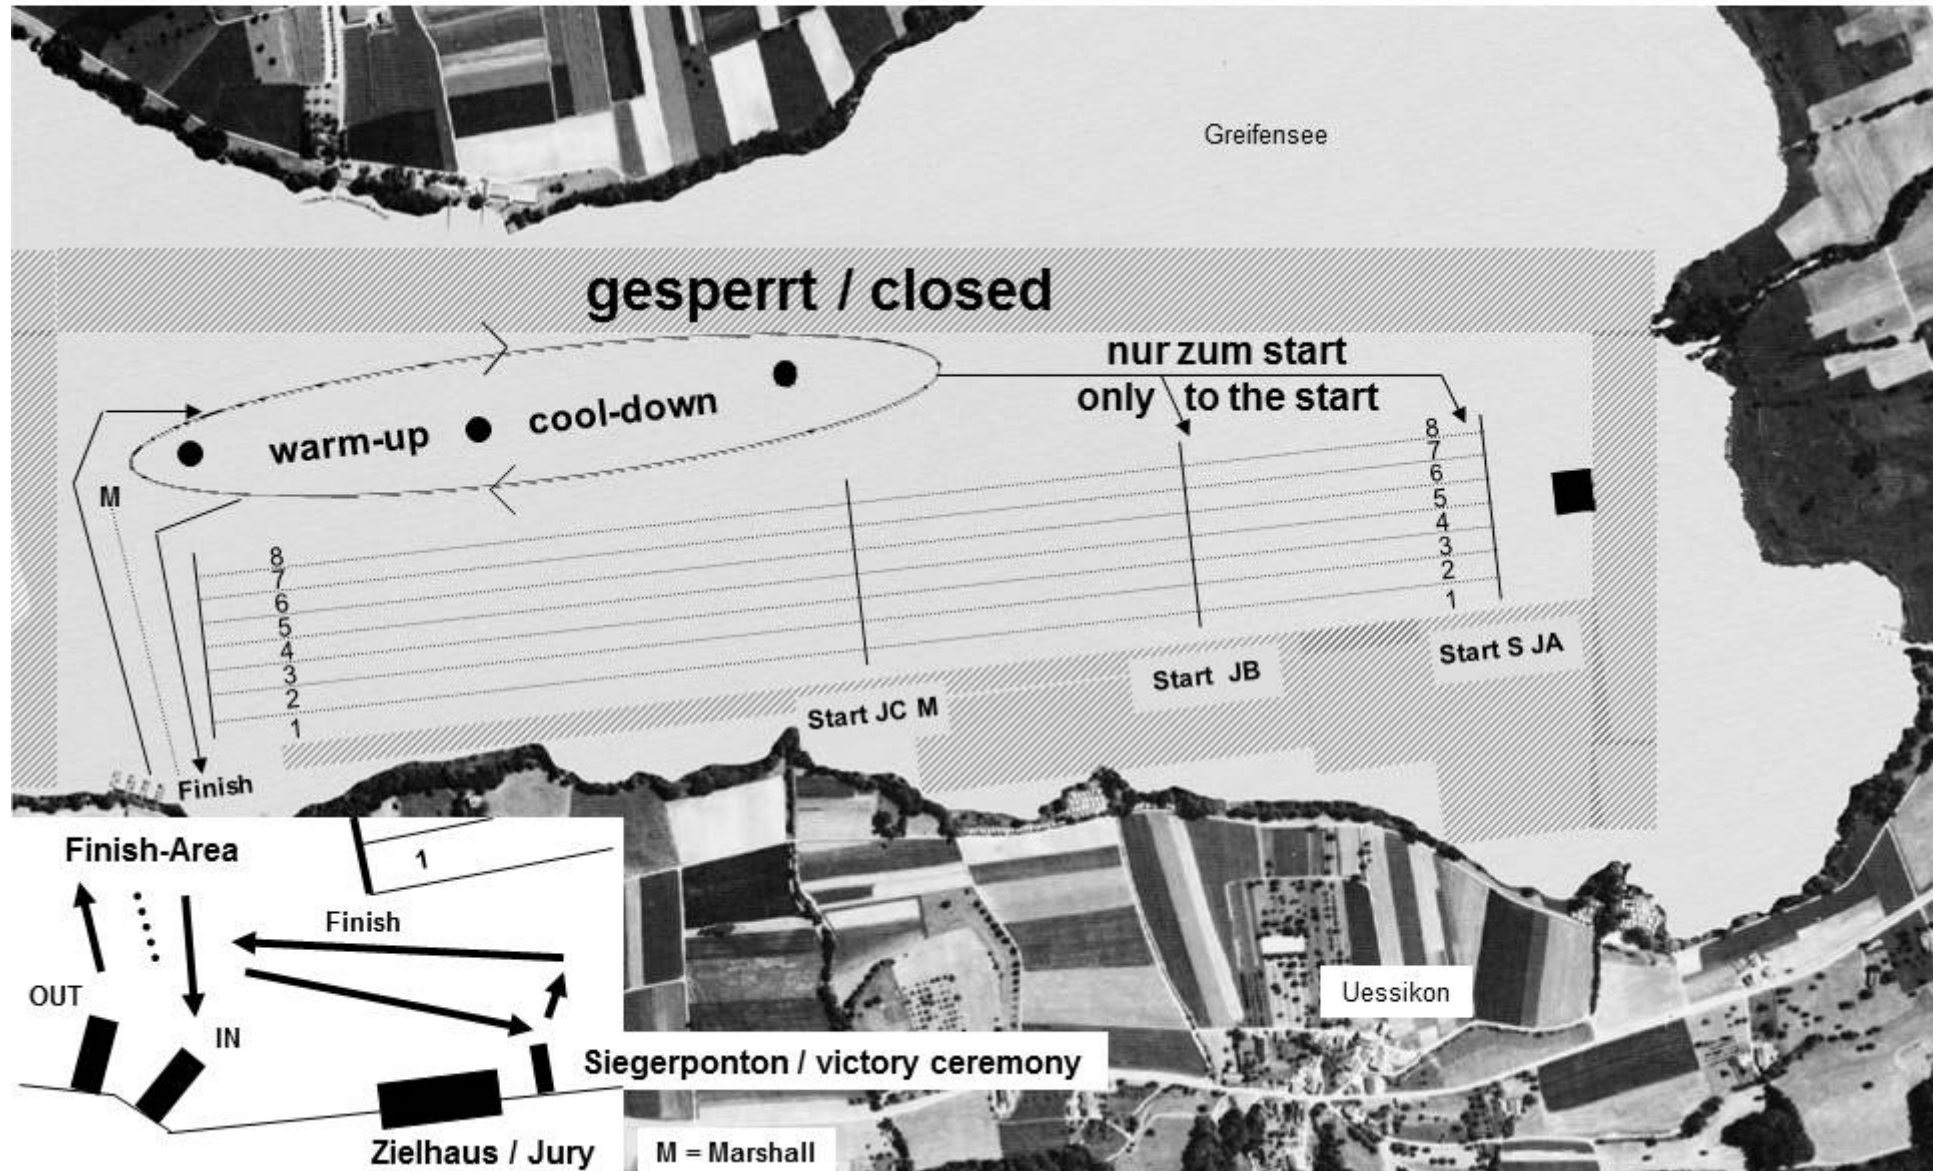 Greifensee
gesperrt / closed
nur zum start
only to the start
warm-up
cool-down
M
8
7
6
5
4
3
2
1
8
7
6
5
4
3
2
1
Start JC M
Start JB
Start S JA
Finish
Finish-Area
1
Finish
OUT
IN
Siegerponton / victory ceremony
Zielhaus / Jury
M = Marshall
Uessikon